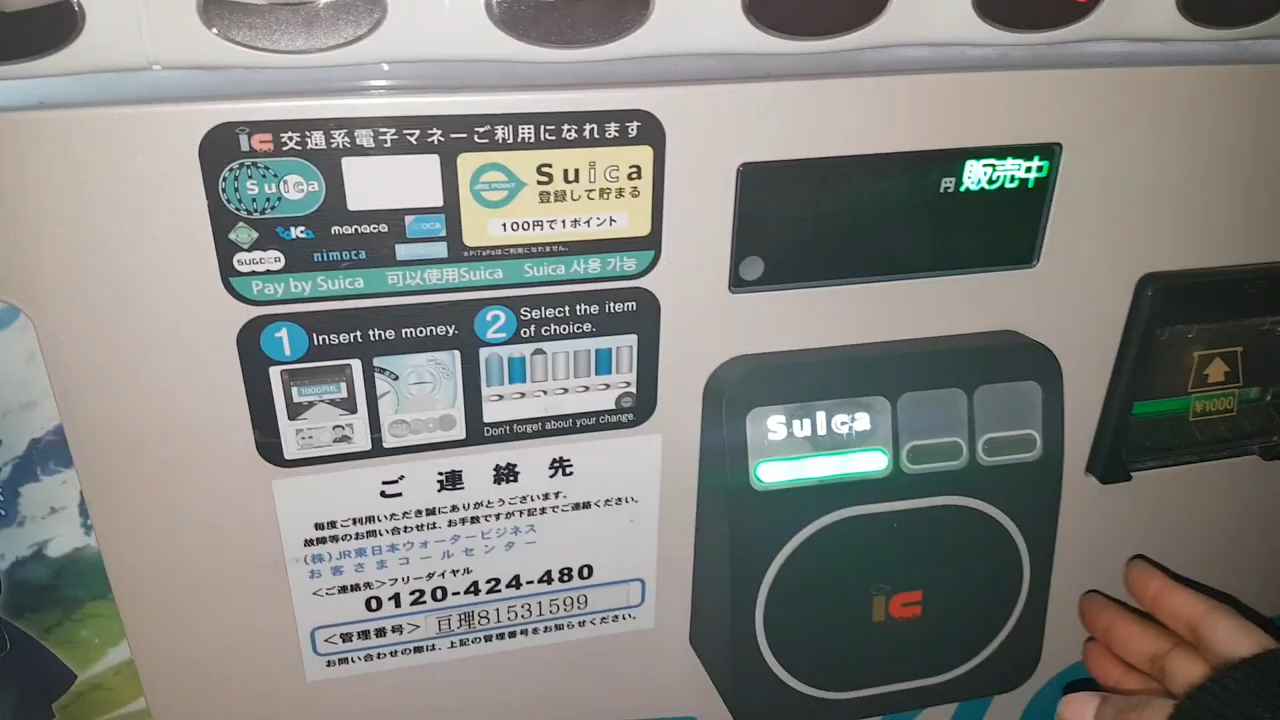 交通系電子マネーご利用になれます
Suica
JRE POINT
Suica
登録して貯まる
100円で1ポイント
manaca
SUGOCA
nimoca
※PiTaPaはご利用になれません。
Pay by Suica 可以使用Suica Suica 사용 가능
1 Insert the money.
2 Select the item
of choice.
1000円札
Don't forget about your change.
ご連絡先
毎度ご利用いただき誠にありがとうございます。
故障等のお問い合わせは、お手数ですが下記までご連絡ください。
(株)JR東日本ウォータービジネス
お客さまコールセンター
<ご連絡先>フリーダイヤル
0120-424-480
<管理番号> 亘理81531599
お問い合わせの際は、上記の管理番号をお知らせください。
円 販売中
Suica
¥1000